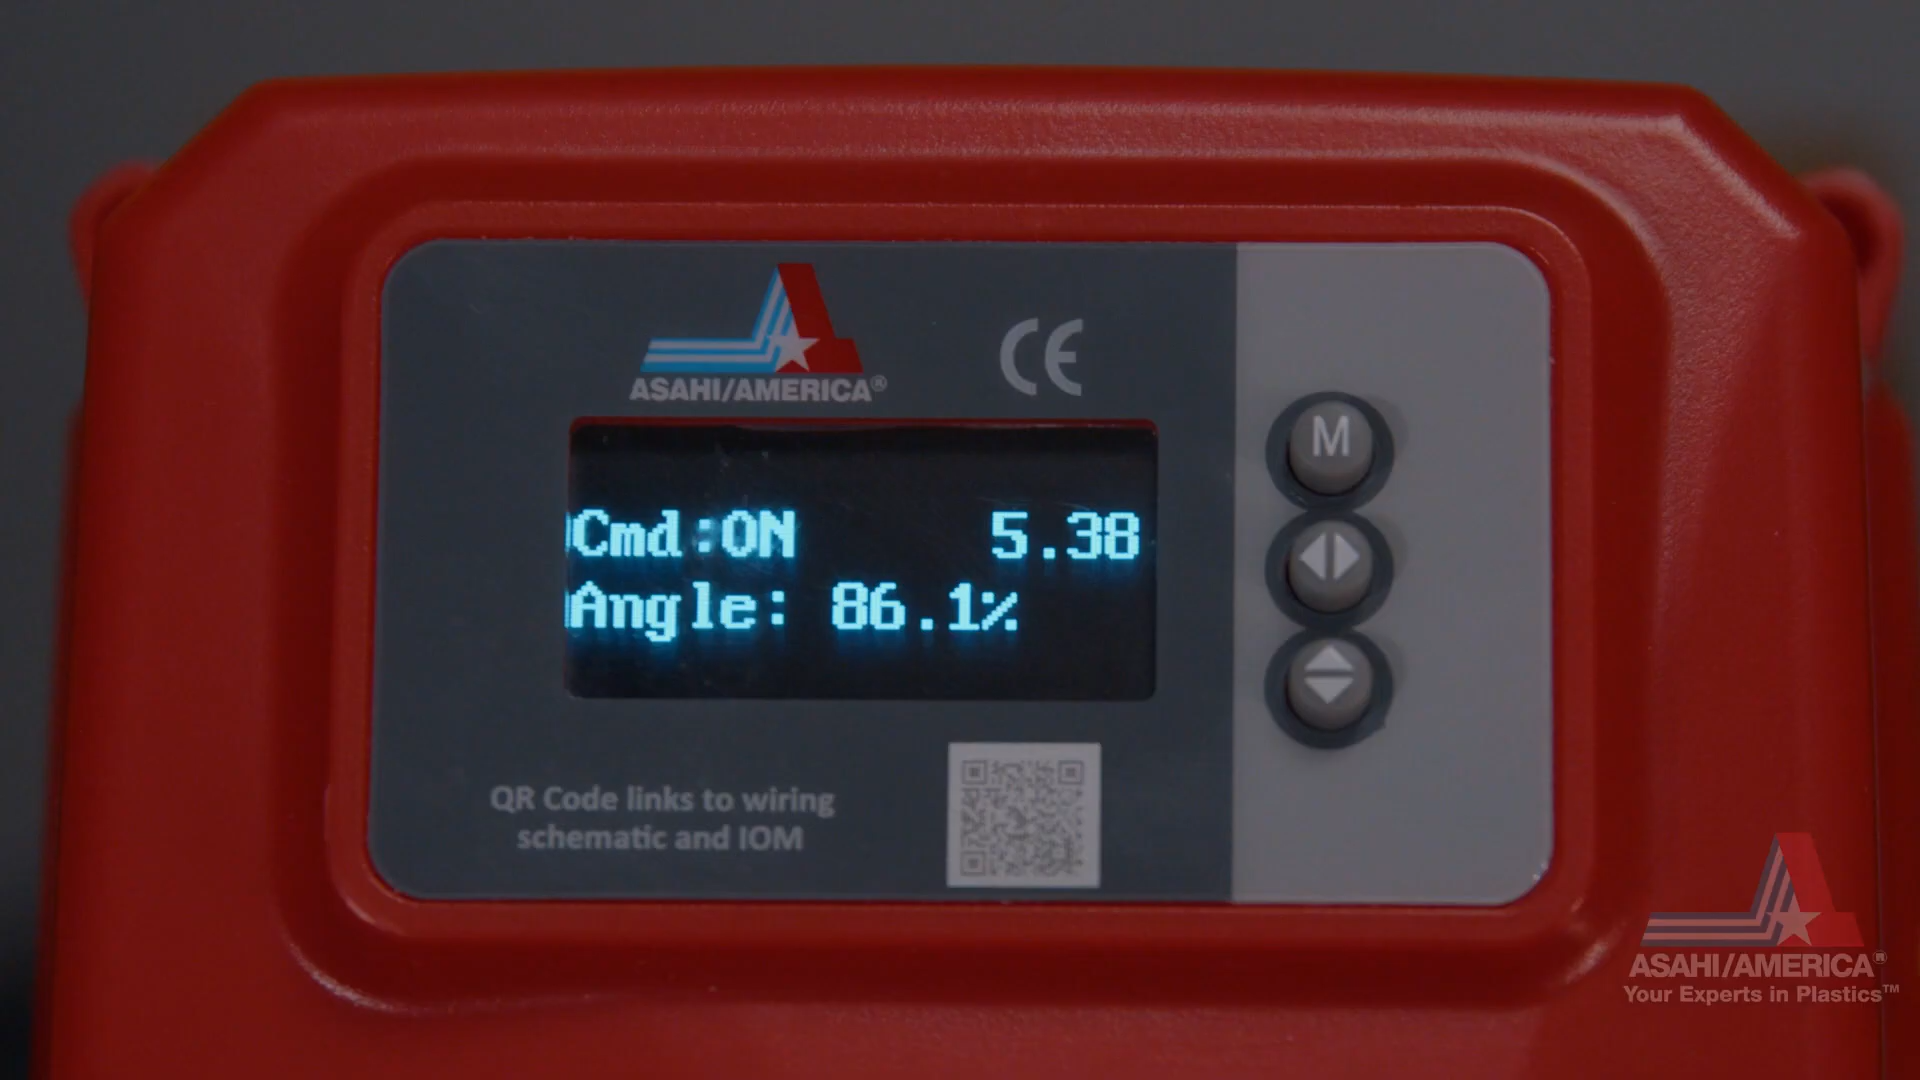 ASAHI/AMERICA®
CE
M
Cmd:ON 5.38
Angle: 86.1%
QR Code links to wiring
schematic and IOM
ASAHI/AMERICA®
Your Experts in Plastics™